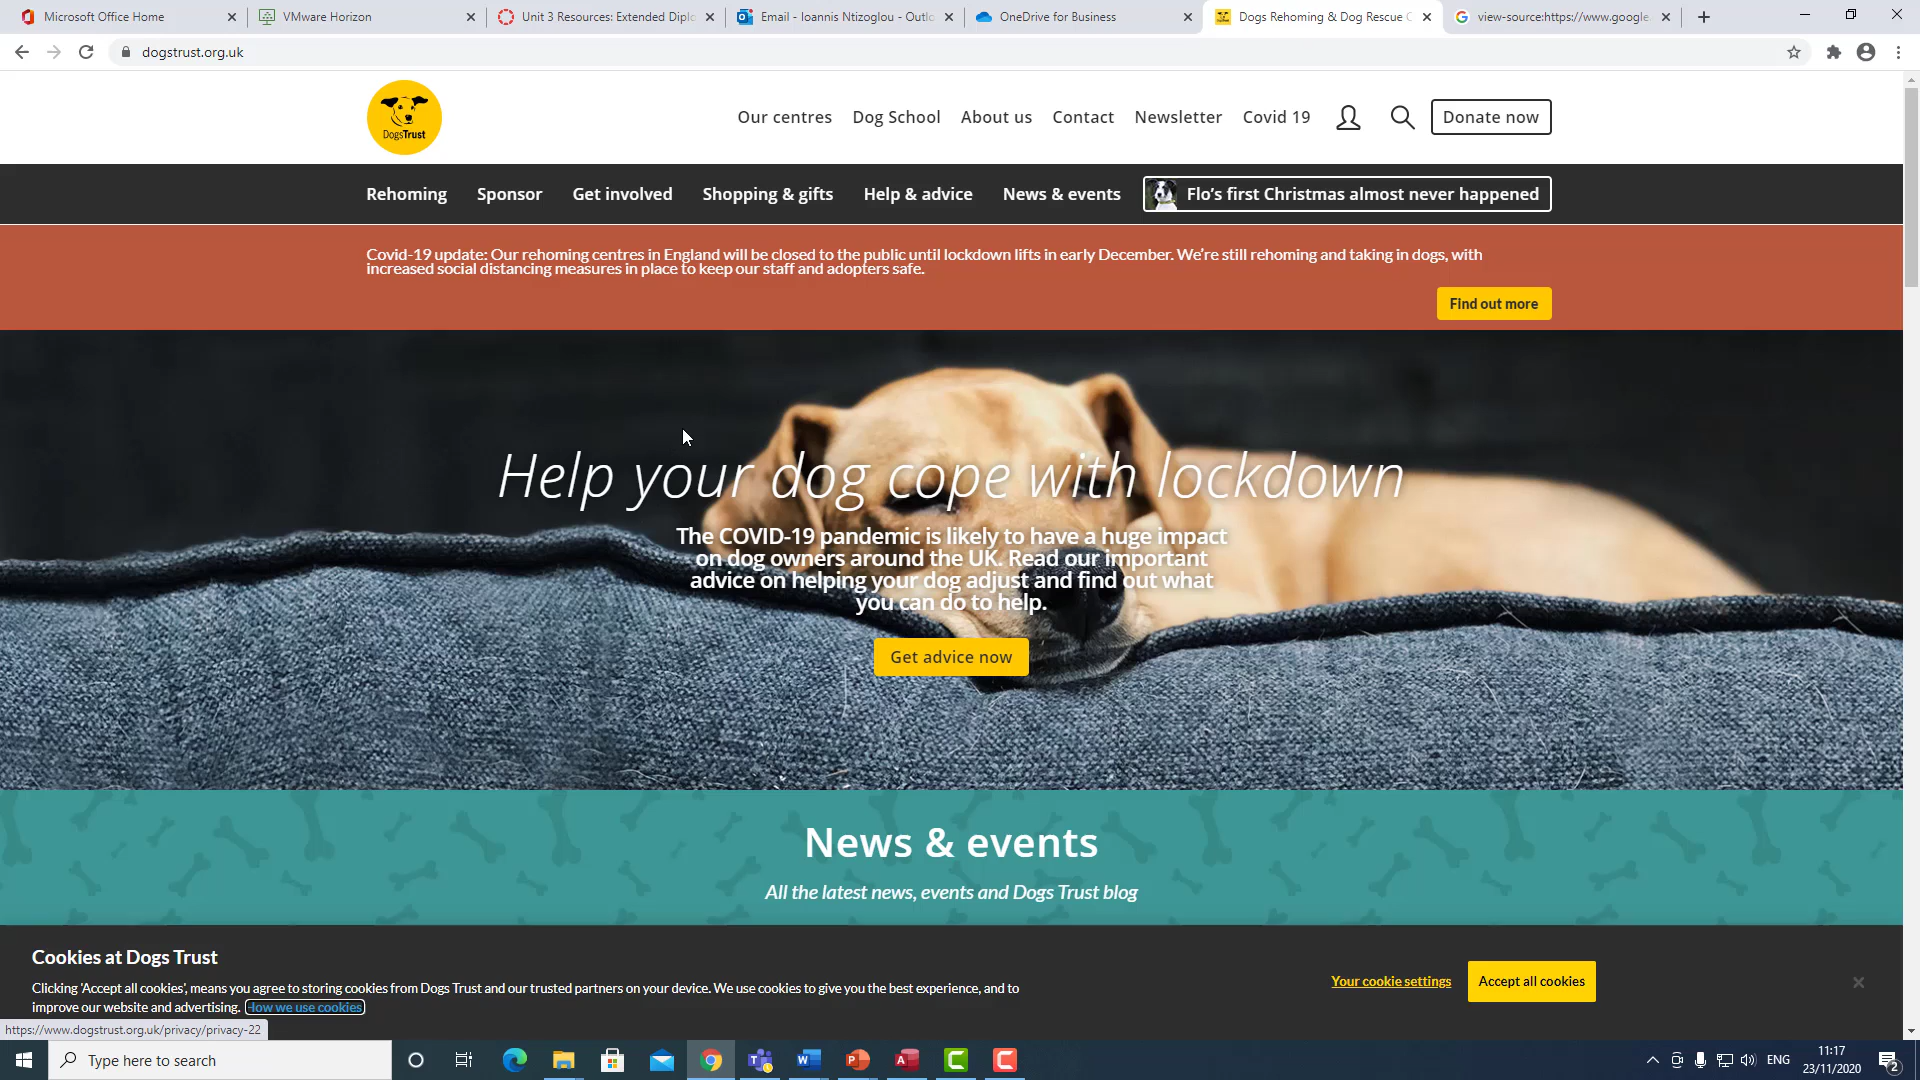 Microsoft Office Home
VMware Horizon
Unit 3 Resources: Extended Diplo
Email - Ioannis Ntizoglou - Outlo
OneDrive for Business
Dogs Rehoming & Dog Rescue C
view-source:https://www.google.
dogstrust.org.uk
DogsTrust
Our centres
Dog School
About us
Contact
Newsletter
Covid 19
Donate now
Rehoming
Sponsor
Get involved
Shopping & gifts
Help & advice
News & events
Flo's first Christmas almost never happened
Covid-19 update: Our rehoming centres in England will be closed to the public until lockdown lifts in early December. We're still rehoming and taking in dogs, with
increased social distancing measures in place to keep our staff and adopters safe.
Find out more
Help your dog cope with lockdown
The COVID-19 pandemic is likely to have a huge impact
on dog owners around the UK. Read our important
advice on helping your dog adjust and find out what
you can do to help.
Get advice now
News & events
All the latest news, events and Dogs Trust blog
Cookies at Dogs Trust
Clicking 'Accept all cookies', means you agree to storing cookies from Dogs Trust and our trusted partners on your device. We use cookies to give you the best experience, and to
improve our website and advertising. How we use cookies
Your cookie settings
Accept all cookies
https://www.dogstrust.org.uk/privacy/privacy-22
Type here to search
ENG
11:17
23/11/2020
2